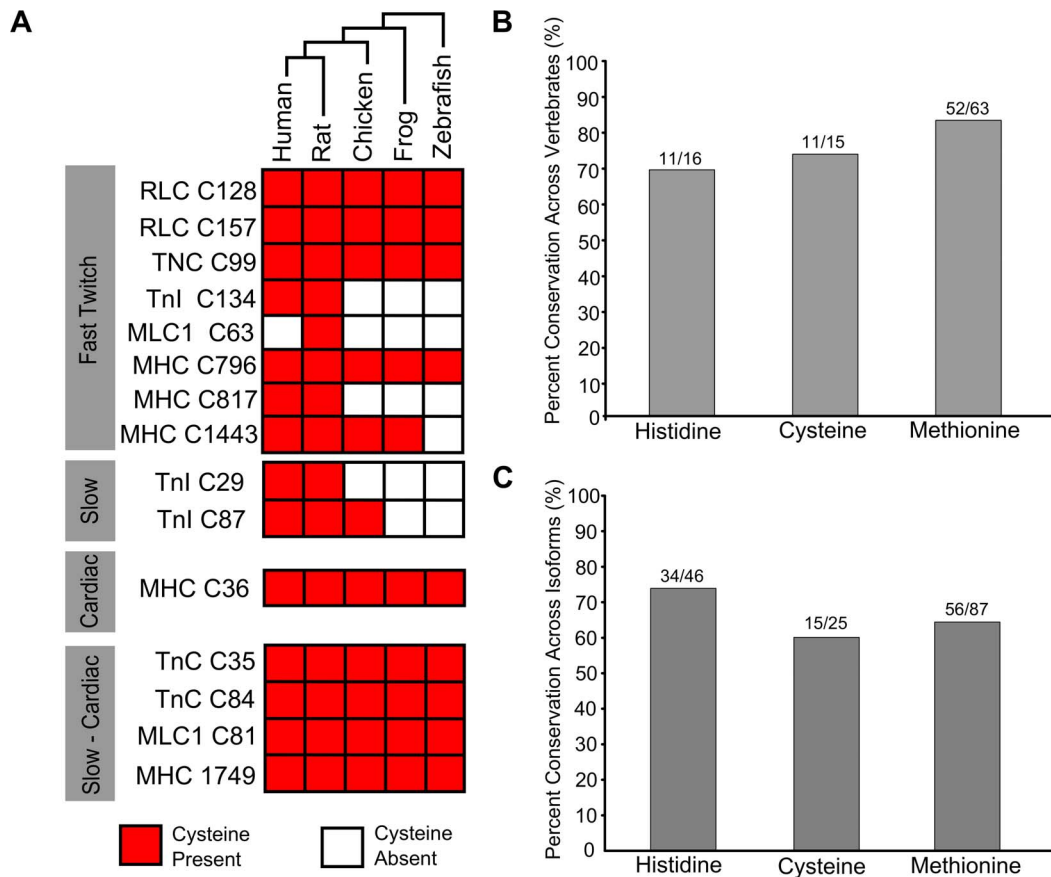 A
Human
Rat
Chicken
Frog
Zebrafish
Fast Twitch
RLC C128
RLC C157
TNC C99
TnI C134
MLC1 C63
MHC C796
MHC C817
MHC C1443
Slow
TnI C29
TnI C87
Cardiac
MHC C36
Slow - Cardiac
TnC C35
TnC C84
MLC1 C81
MHC 1749
Cysteine
Present
Cysteine
Absent
B
Percent Conservation Across Vertebrates (%)
100
90
80
70
60
50
40
30
20
10
0
11/16
11/15
52/63
Histidine
Cysteine
Methionine
C
Percent Conservation Across Isoforms (%)
100
90
80
70
60
50
40
30
20
10
0
34/46
15/25
56/87
Histidine
Cysteine
Methionine